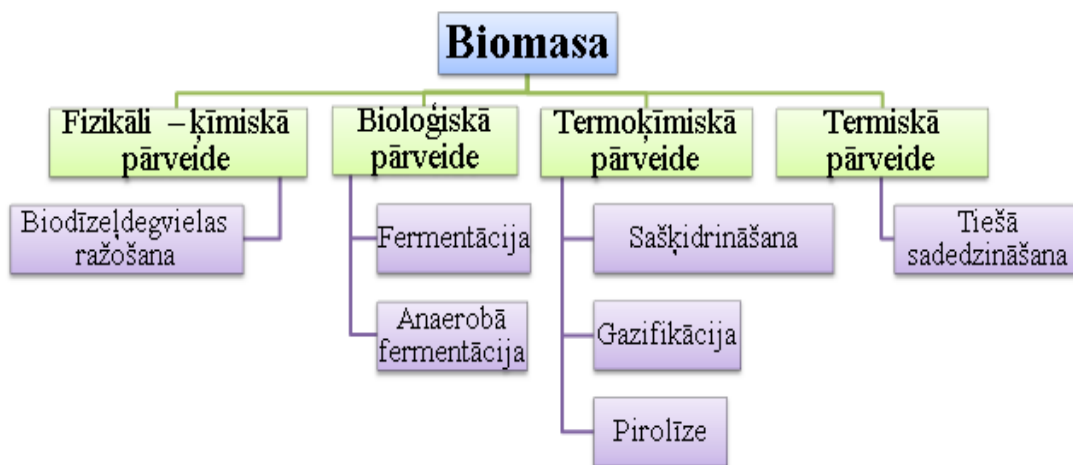 Biomasa
Fizikāli – ķīmiskā
pārveide
Bioloģiskā
pārveide
Termoķīmiskā
pārveide
Termiskā
pārveide
Biodīzeļdegvielas
ražošana
Fermentācija
Anaerobā
fermentācija
Sašķidrināšana
Gazifikācija
Pirolīze
Tiešā
sadedzināšana